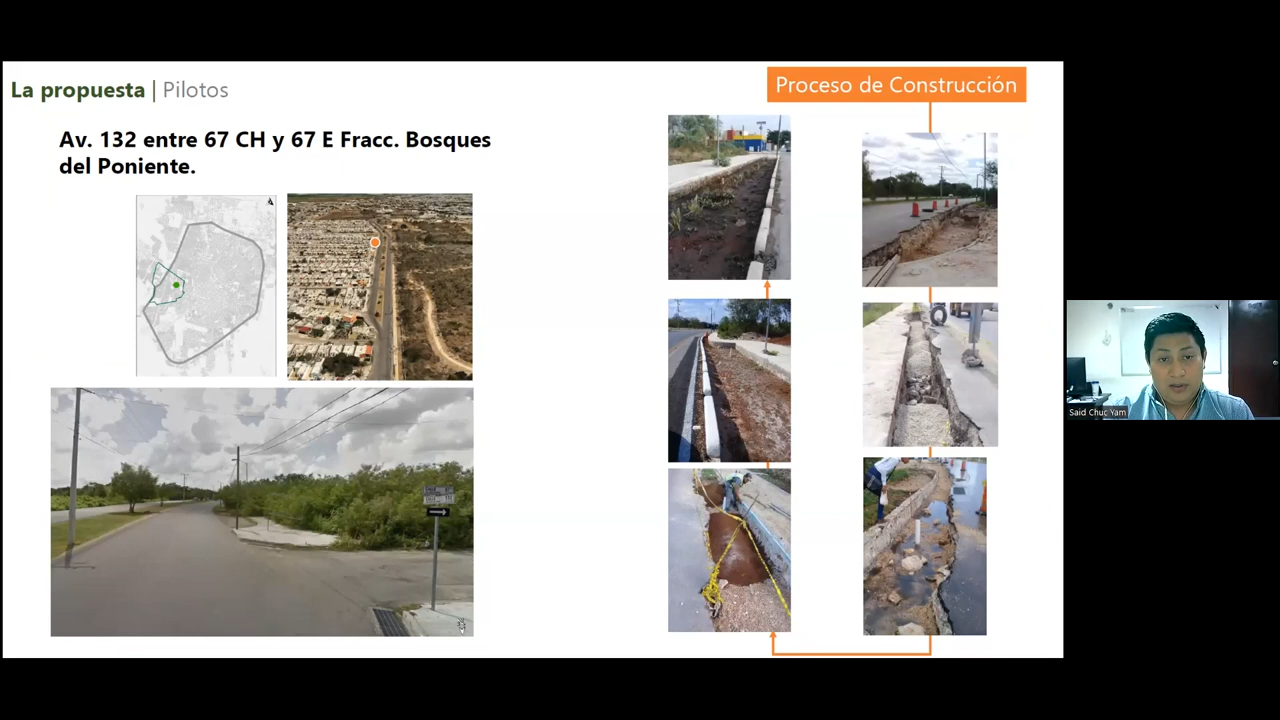 La propuesta | Pilotos
Proceso de Construcción
Av. 132 entre 67 CH y 67 E Fracc. Bosques
del Poniente.
Said Chuc Yam